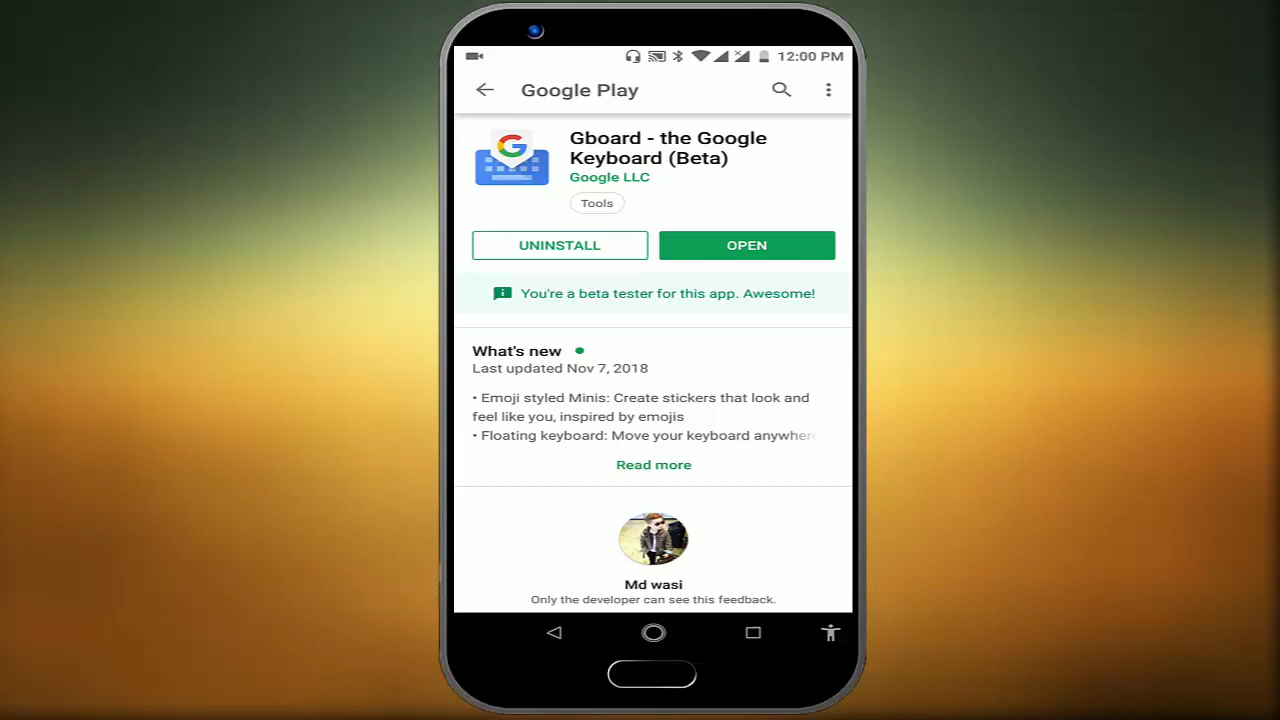 12:00 PM
Google Play
Gboard - the Google
Keyboard (Beta)
Google LLC
Tools
UNINSTALL
OPEN
You're a beta tester for this app. Awesome!
What's new
Last updated Nov 7, 2018
• Emoji styled Minis: Create stickers that look and
feel like you, inspired by emojis
• Floating keyboard: Move your keyboard anywhere
Read more
Md wasi
Only the developer can see this feedback.